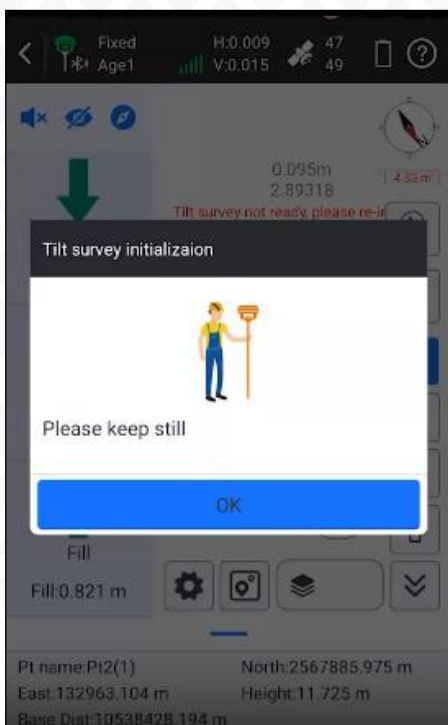 Fixed
Age1
H:0.009
V:0.015
47
49
0.095m
2.89318
4.33 m
Tilt survey not ready, please re-in
Tilt survey initializaion
Please keep still
OK
Fill
Fill:0.821 m
Pt name:Pt2(1)
North:2567885.975 m
East:132963.104 m
Height:11.725 m
Base Dist:10538428.194 m